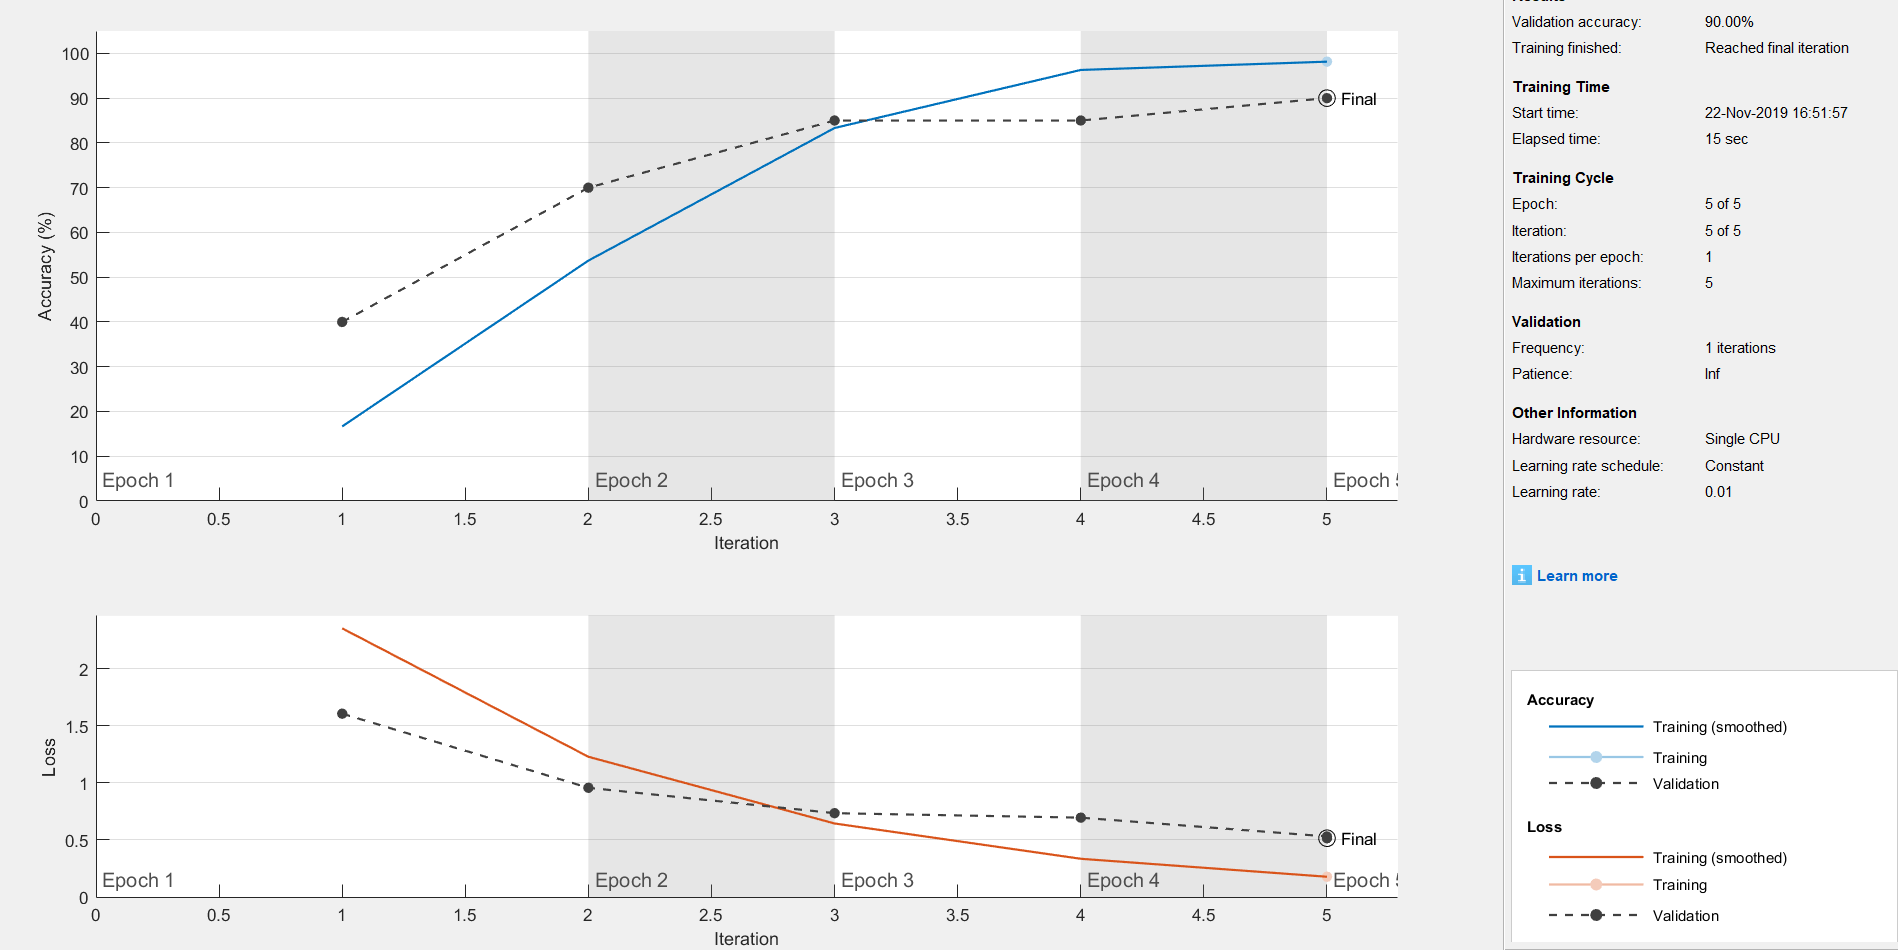 Results
Validation accuracy: 90.00%
Training finished: Reached final iteration
Training Time
Start time: 22-Nov-2019 16:51:57
Elapsed time: 15 sec
Training Cycle
Epoch: 5 of 5
Iteration: 5 of 5
Iterations per epoch: 1
Maximum iterations: 5
Validation
Frequency: 1 iterations
Patience: Inf
Other Information
Hardware resource: Single CPU
Learning rate schedule: Constant
Learning rate: 0.01
i Learn more
Accuracy
Training (smoothed)
Training
Validation
Loss
Training (smoothed)
Training
Validation
Accuracy (%)
100
90
80
70
60
50
40
30
20
10
0
Final
Epoch 1 Epoch 2 Epoch 3 Epoch 4 Epoch 5
0 0.5 1 1.5 2 2.5 3 3.5 4 4.5 5
Iteration
Loss
2
1.5
1
0.5
0
Final
Epoch 1 Epoch 2 Epoch 3 Epoch 4 Epoch 5
0 0.5 1 1.5 2 2.5 3 3.5 4 4.5 5
Iteration